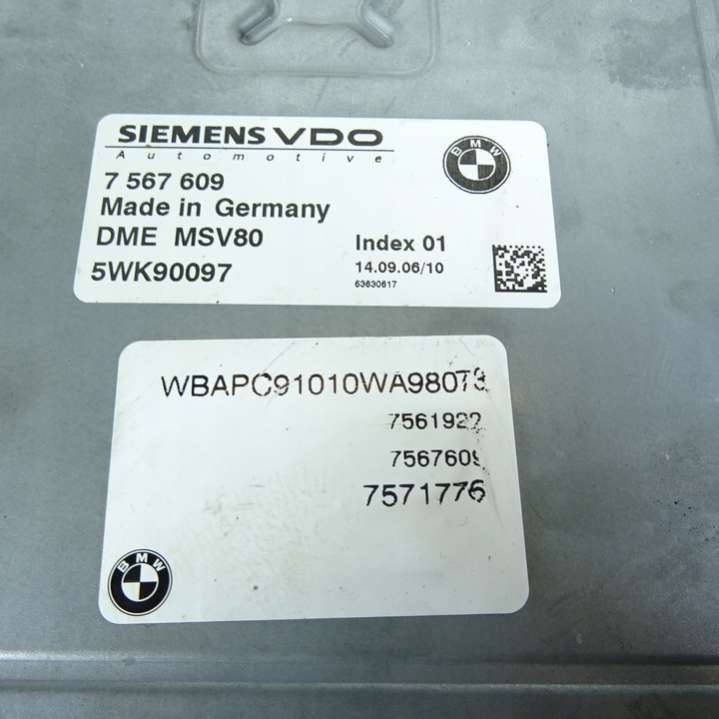 SIEMENS VDO
Automotive
BMW
7 567 609
Made in Germany
DME MSV80
Index 01
5WK90097
14.09.06/10
63630617
WBAPC91010WA98073
7561922
7567609
7571776
BMW